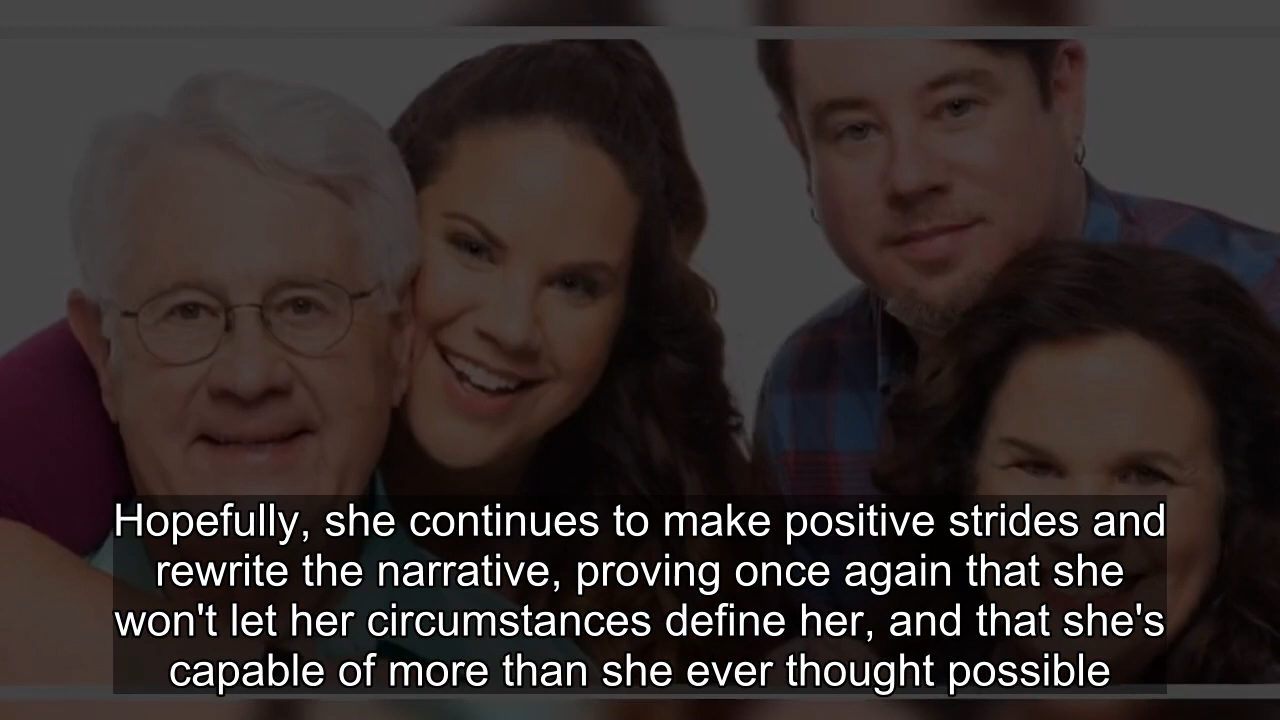 Hopefully, she continues to make positive strides and
rewrite the narrative, proving once again that she
won't let her circumstances define her, and that she's
capable of more than she ever thought possible